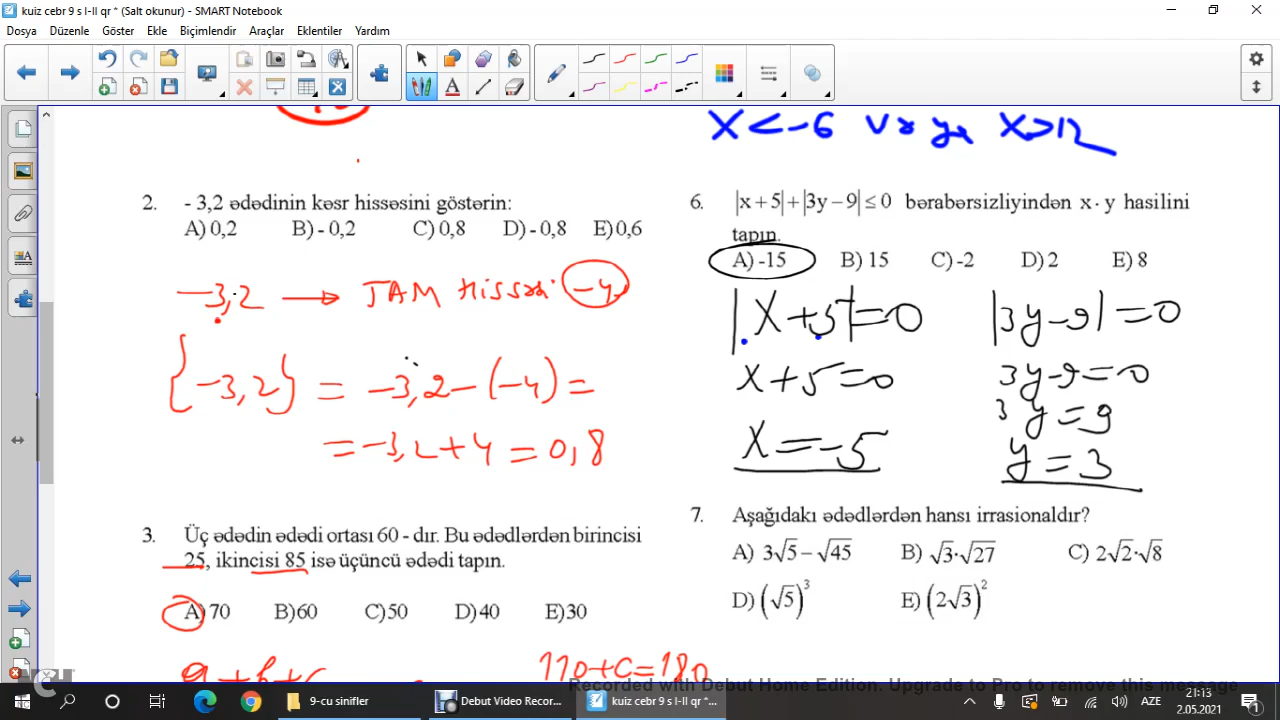 kuiz cebr 9 s I-II qr * (Salt okunur) - SMART Notebook
Dosya Düzenle Göster Ekle Biçimlendir Araçlar Eklentiler Yardım
x < -6 və ya x > 12
2. - 3,2 ədədinin kəsr hissəsini göstərin:
A) 0,2 B) - 0,2 C) 0,8 D) - 0,8 E) 0,6
-3,2 → TAM Hissəsi -4
{-3,2} = -3,2 - (-4) =
= -3,2 + 4 = 0,8
3. Üç ədədin ədədi ortası 60 - dır. Bu ədədlərdən birincisi
25, ikincisi 85 isə üçüncü ədədi tapın.
A) 70 B) 60 C) 50 D) 40 E) 30
a + b + c
110 + c = 180
6. |x + 5| + |3y − 9| ≤ 0 bərabərsizliyindən x · y hasilini
tapın.
A) -15 B) 15 C) -2 D) 2 E) 8
|x + 5| = 0 |3y - 9| = 0
x + 5 = 0 3y - 9 = 0
3y = 9
x = -5 y = 3
7. Aşağıdakı ədədlərdən hansı irrasionaldır?
A) 3√5 − √45 B) √3·√27 C) 2√2·√8
D) (√5)³ E) (2√3)²
Recorded with Debut Home Edition. Upgrade to Pro to remove this message
9-cu sinifler Debut Video Recor... kuiz cebr 9 s I-II qr *... AZE 21:13
2.05.2021
1